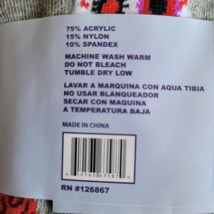 75% ACRYLIC
15% NYLON
10% SPANDEX
MACHINE WASH WARM
DO NOT BLEACH
TUMBLE DRY LOW
LAVAR A MARQUINA CON AQUA TIBIA
NO USAR BLANQUEADOR
SECAR CON MAQUINA
A TEMPERATURA BAJA
MADE IN CHINA
RN #126867